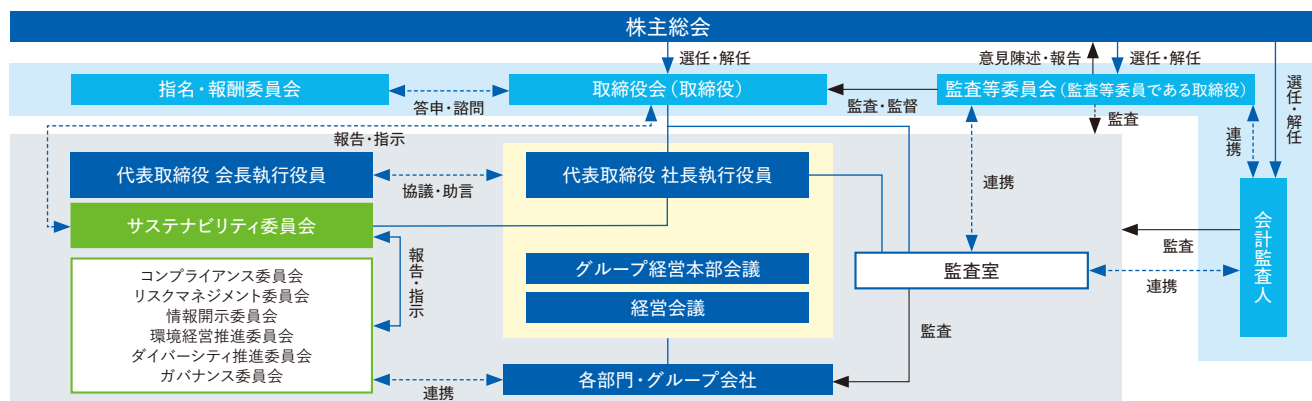 株主総会
選任・解任
意見陳述・報告
選任・解任
選任・解任
指名・報酬委員会
答申・諮問
取締役会（取締役）
監査・監督
監査等委員会（監査等委員である取締役）
監査
連携
報告・指示
代表取締役 会長執行役員
協議・助言
代表取締役 社長執行役員
連携
サステナビリティ委員会
報告・指示
コンプライアンス委員会
リスクマネジメント委員会
情報開示委員会
環境経営推進委員会
ダイバーシティ推進委員会
ガバナンス委員会
グループ経営本部会議
経営会議
監査室
監査
連携
会計監査人
監査
連携
各部門・グループ会社